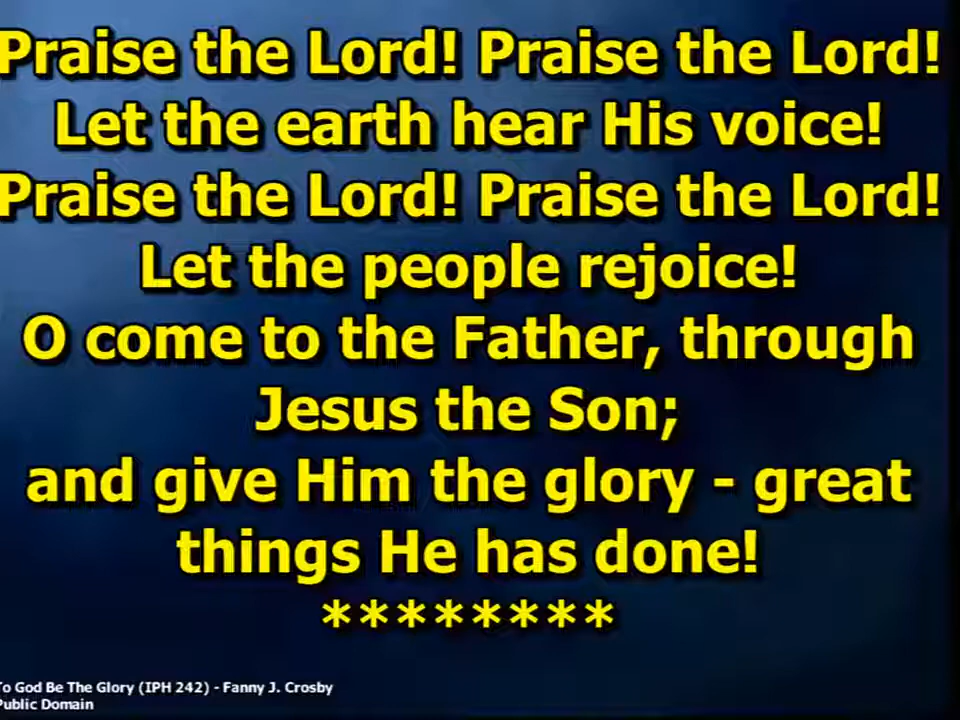 Praise the Lord! Praise the Lord!
Let the earth hear His voice!
Praise the Lord! Praise the Lord!
Let the people rejoice!
O come to the Father, through
Jesus the Son;
and give Him the glory - great
things He has done!
********
To God Be The Glory (IPH 242) - Fanny J. Crosby
Public Domain